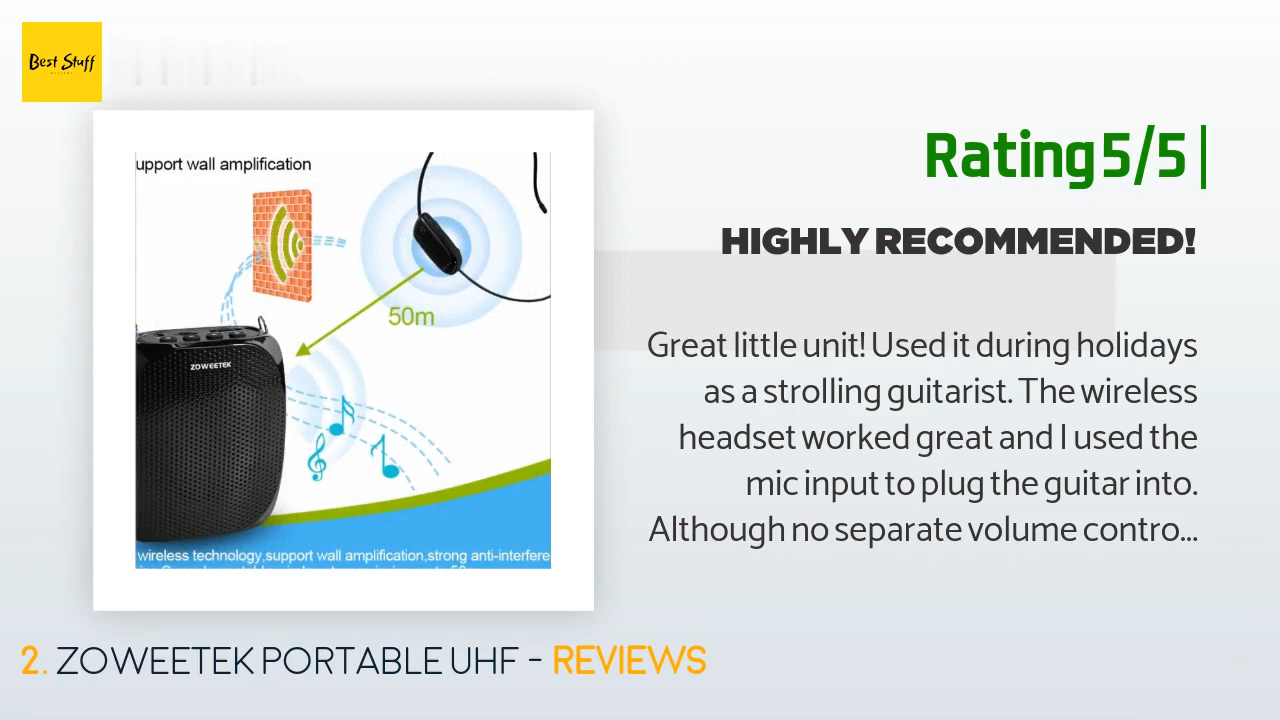 Best Stuff
upport wall amplification
50m
ZOWEETEK
wireless technology,support wall amplification,strong anti-interfere
Rating 5/5
HIGHLY RECOMMENDED!
Great little unit! Used it during holidays
as a strolling guitarist. The wireless
headset worked great and I used the
mic input to plug the guitar into.
Although no separate volume contro...
2. ZOWEETEK PORTABLE UHF - REVIEWS